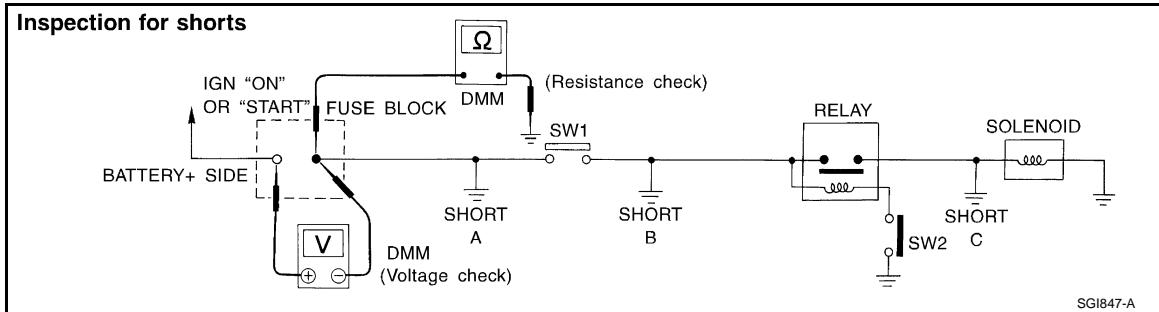 Inspection for shorts
Ω
DMM
(Resistance check)
IGN "ON"
OR "START"
FUSE BLOCK
BATTERY+ SIDE
V
+
−
DMM
(Voltage check)
SHORT
A
SW1
SHORT
B
RELAY
SW2
SHORT
C
SOLENOID
SGI847-A